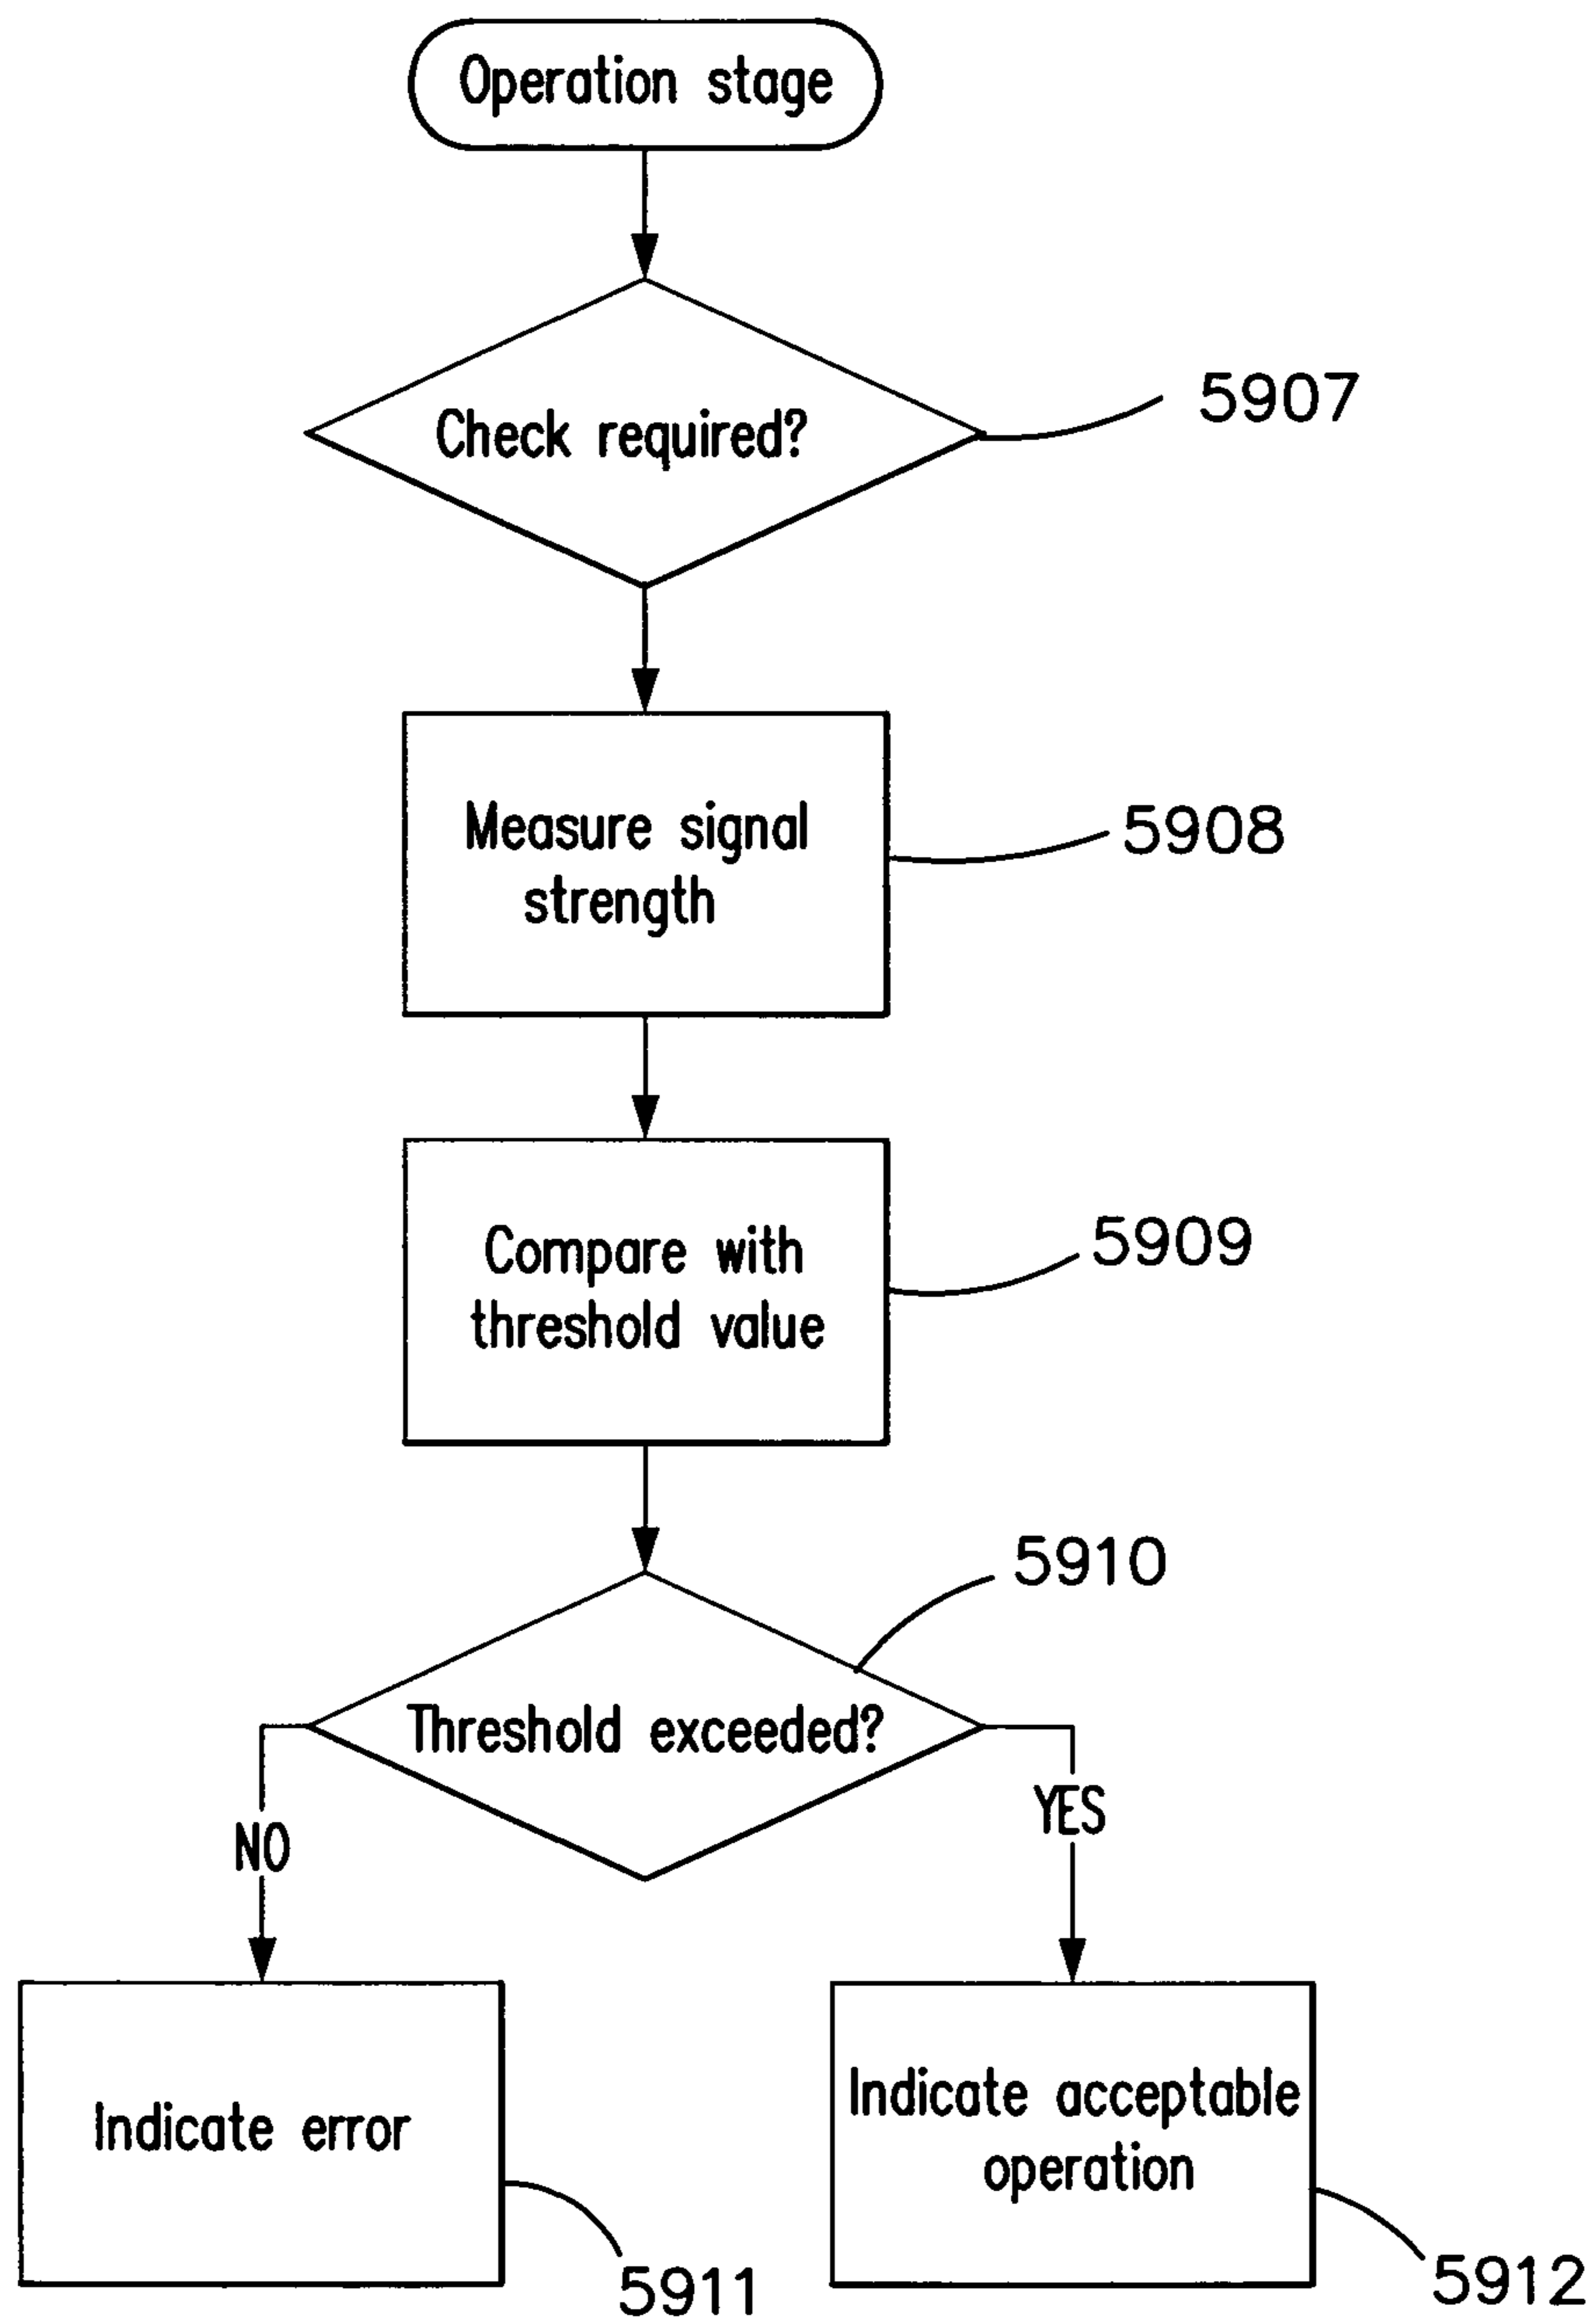 Operation stage
Check required?
5907
Measure signal
strength
5908
Compare with
threshold value
5909
5910
Threshold exceeded?
NO
YES
Indicate error
5911
Indicate acceptable
operation
5912